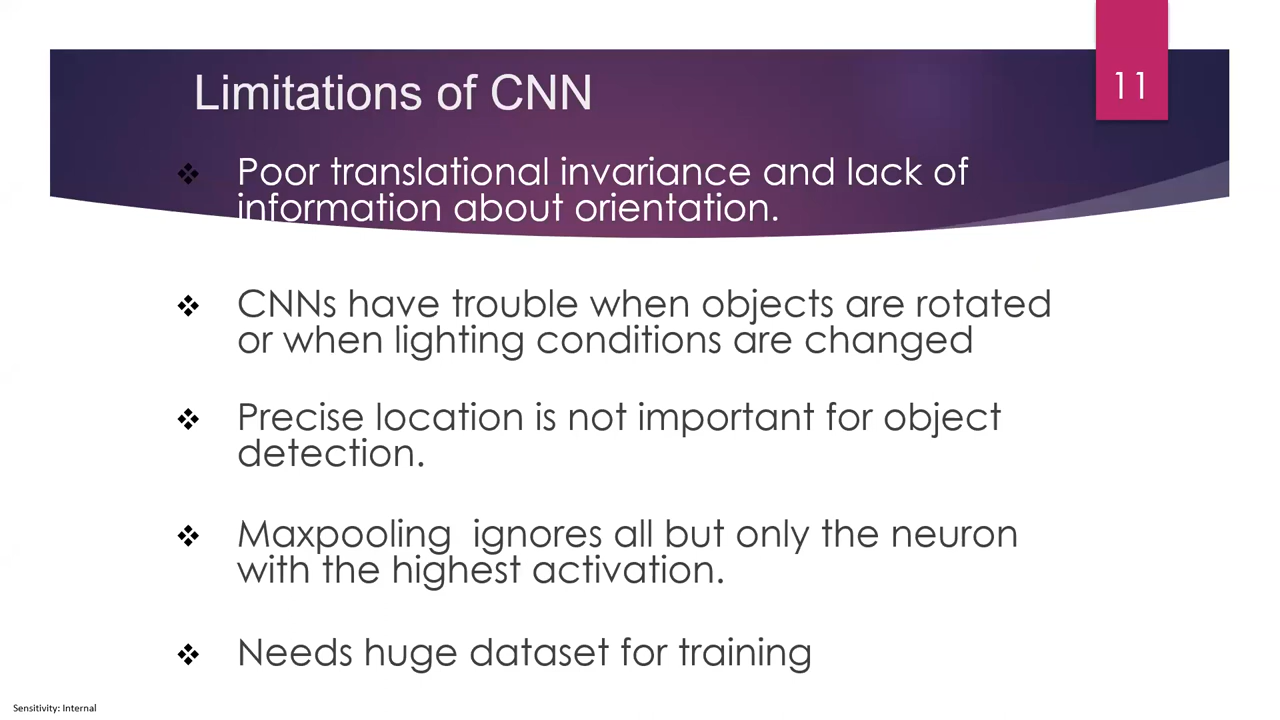 Limitations of CNN
11
Poor translational invariance and lack of
information about orientation.
CNNs have trouble when objects are rotated
or when lighting conditions are changed
Precise location is not important for object
detection.
Maxpooling  ignores all but only the neuron
with the highest activation.
Needs huge dataset for training
Sensitivity: Internal